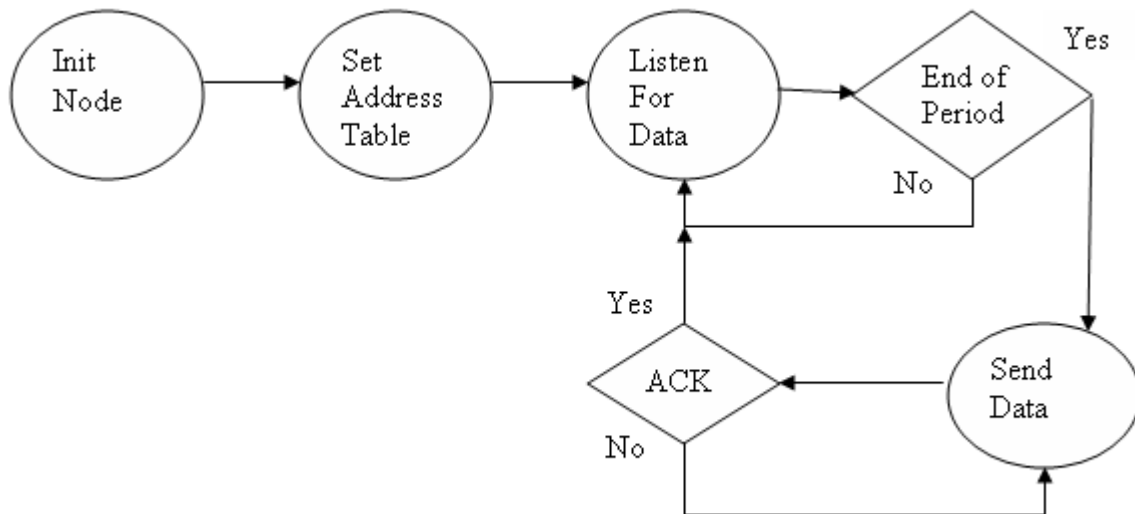 Init
Node
Set
Address
Table
Listen
For
Data
End of
Period
Yes
No
Yes
ACK
No
Send
Data